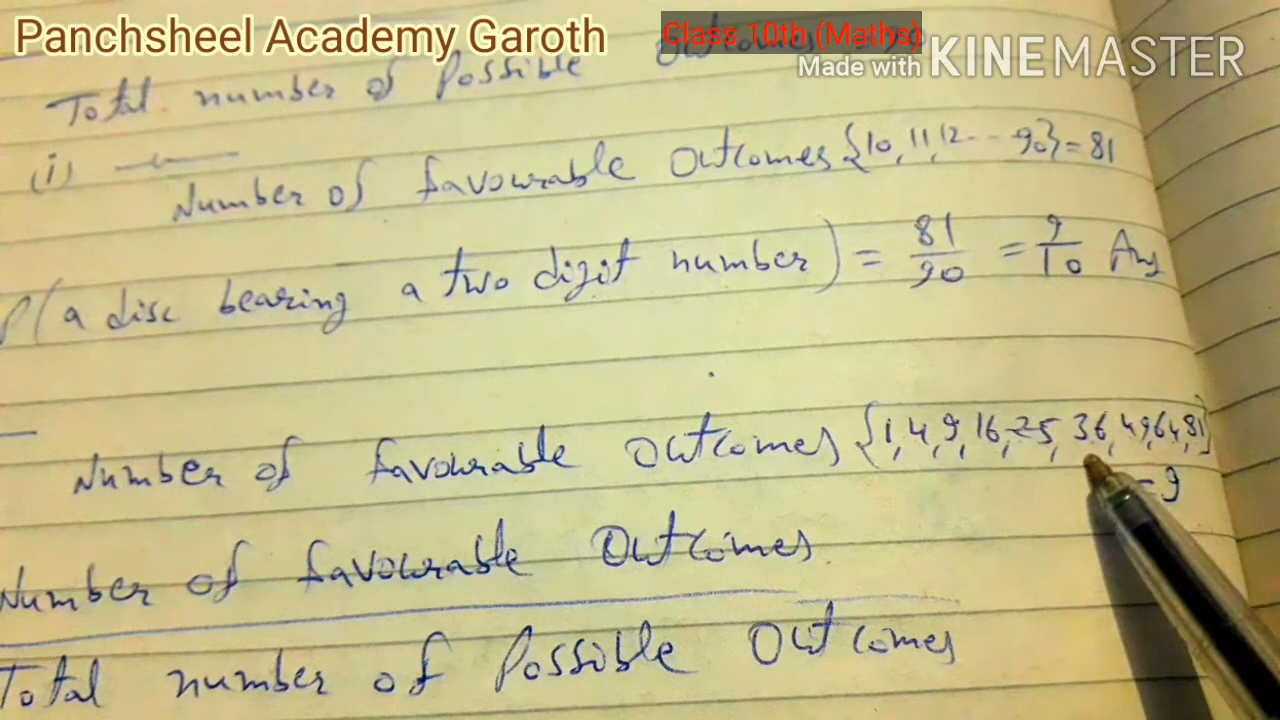 Panchsheel Academy Garoth
Class 10th (Maths)
Made with KINEMASTER
Total number of Possible Outcomes
(i) Number of favourable Outcomes {10, 11, 12 -- 90} = 81
P(a disc bearing a two digit number) = 81/90 = 9/10 Ans
Number of favourable Outcomes {1, 4, 9, 16, 25, 36, 49, 64, 81}
= 9
Number of favourable Outcomes
Total number of Possible Outcomes